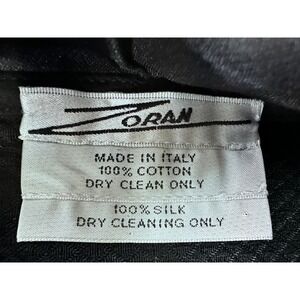 ZORAN
MADE IN ITALY
100% COTTON
DRY CLEAN ONLY
100% SILK
DRY CLEANING ONLY